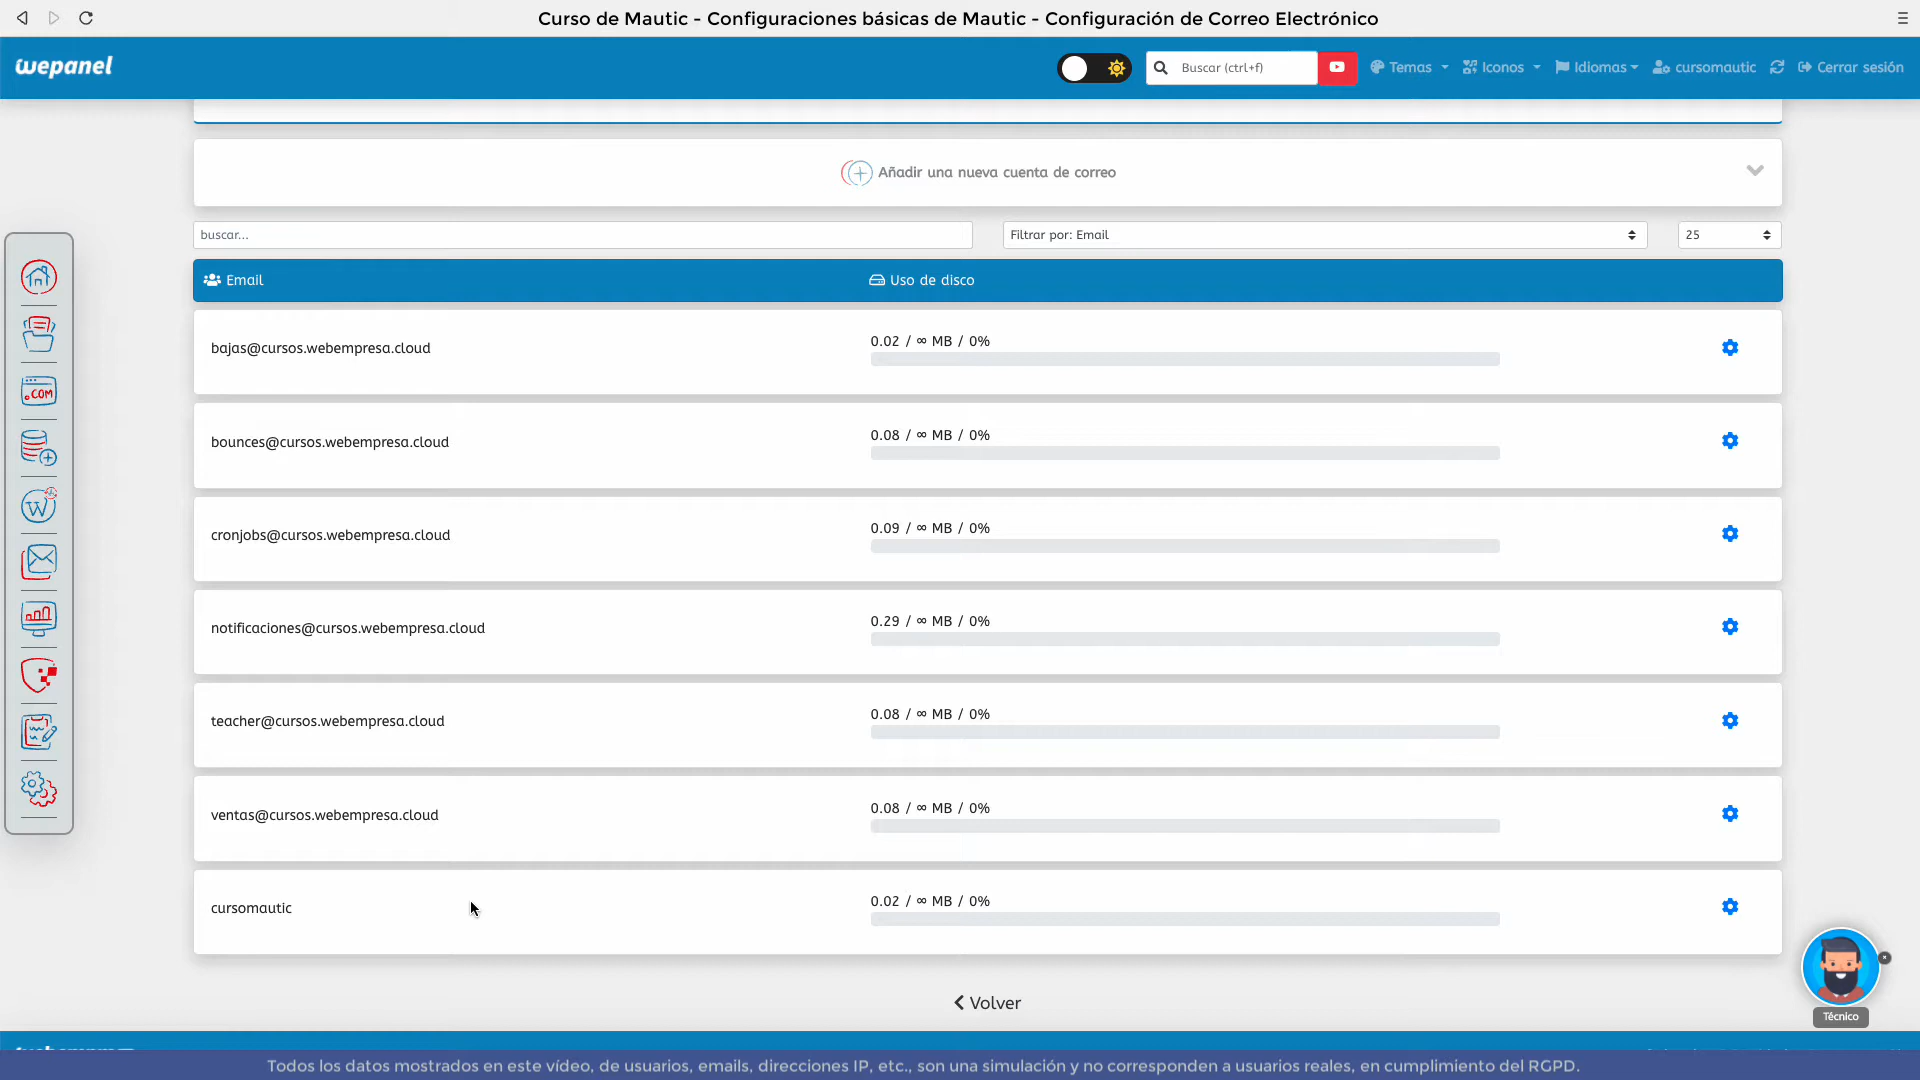 Curso de Mautic - Configuraciones básicas de Mautic - Configuración de Correo Electrónico
wepanel
Buscar (ctrl+f)
Temas
Iconos
Idiomas
cursomautic
Cerrar sesión
Añadir una nueva cuenta de correo
buscar...
Filtrar por: Email
25
Email
Uso de disco
bajas@cursos.webempresa.cloud
0.02 / ∞ MB / 0%
bounces@cursos.webempresa.cloud
0.08 / ∞ MB / 0%
.COM
cronjobs@cursos.webempresa.cloud
0.09 / ∞ MB / 0%
notificaciones@cursos.webempresa.cloud
0.29 / ∞ MB / 0%
teacher@cursos.webempresa.cloud
0.08 / ∞ MB / 0%
ventas@cursos.webempresa.cloud
0.08 / ∞ MB / 0%
cursomautic
0.02 / ∞ MB / 0%
Volver
Técnico
Todos los datos mostrados en este vídeo, de usuarios, emails, direcciones IP, etc., son una simulación y no corresponden a usuarios reales, en cumplimiento del RGPD.